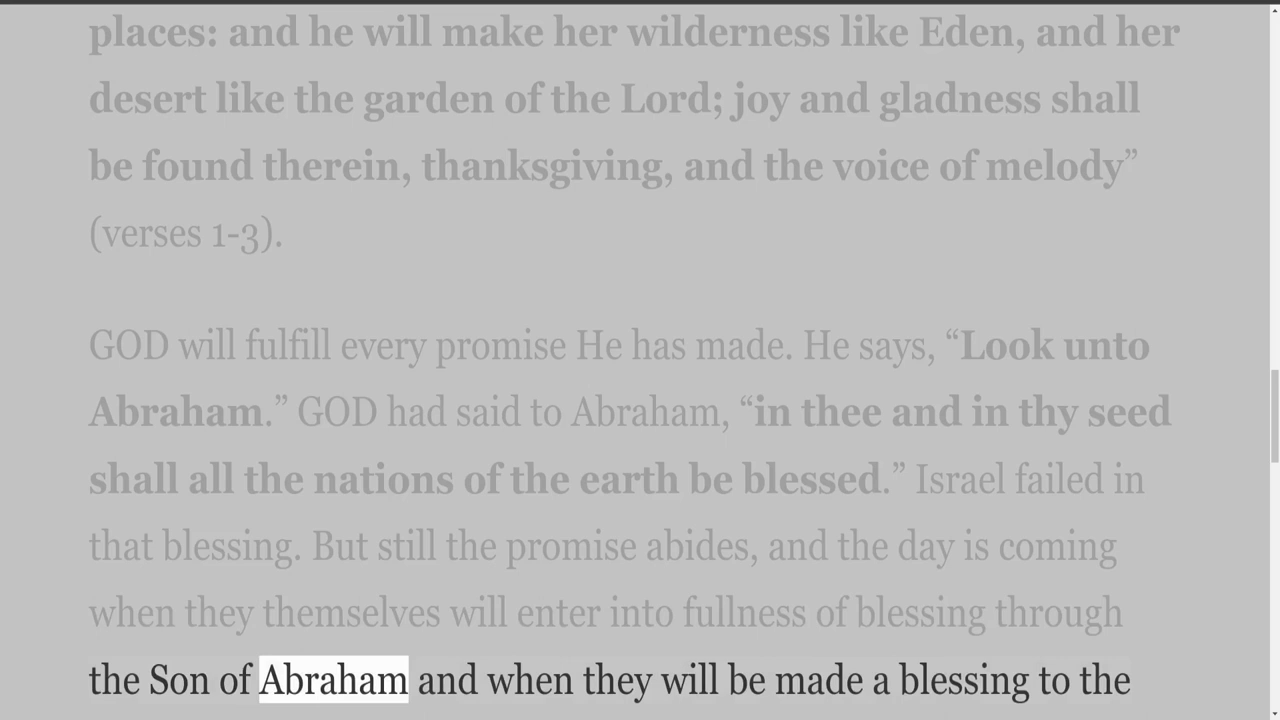 places: and he will make her wilderness like Eden, and her
desert like the garden of the Lord; joy and gladness shall
be found therein, thanksgiving, and the voice of melody”
(verses 1-3).
GOD will fulfill every promise He has made. He says, “Look unto
Abraham.” GOD had said to Abraham, “in thee and in thy seed
shall all the nations of the earth be blessed.” Israel failed in
that blessing. But still the promise abides, and the day is coming
when they themselves will enter into fullness of blessing through
the Son of Abraham and when they will be made a blessing to the